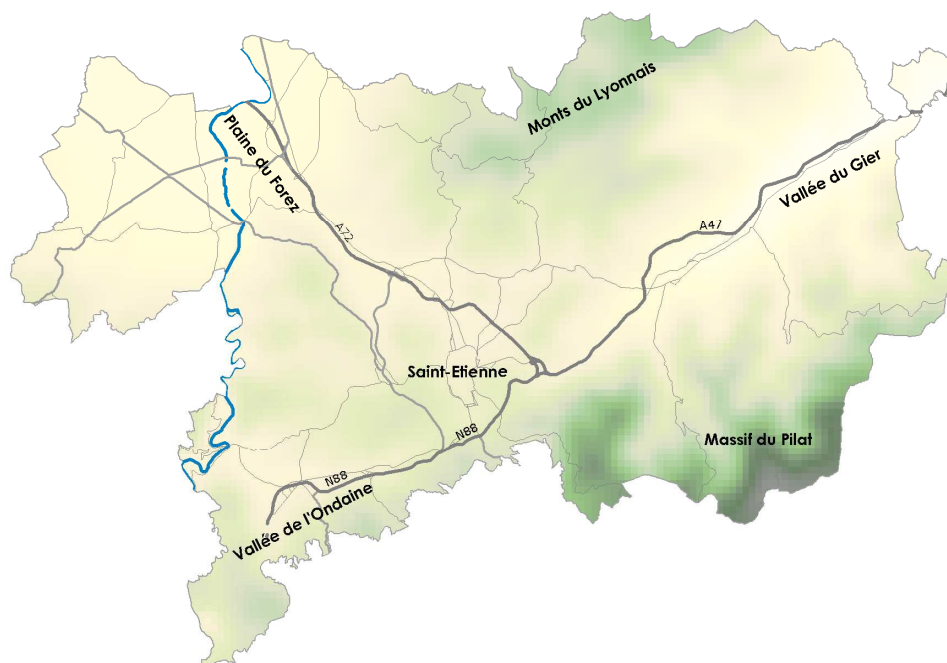 Monts du Lyonnais
Plaine du Forez
Vallée du Gier
A72
A47
Saint-Etienne
N88
Massif du Pilat
N88
Vallée de l'Ondaine